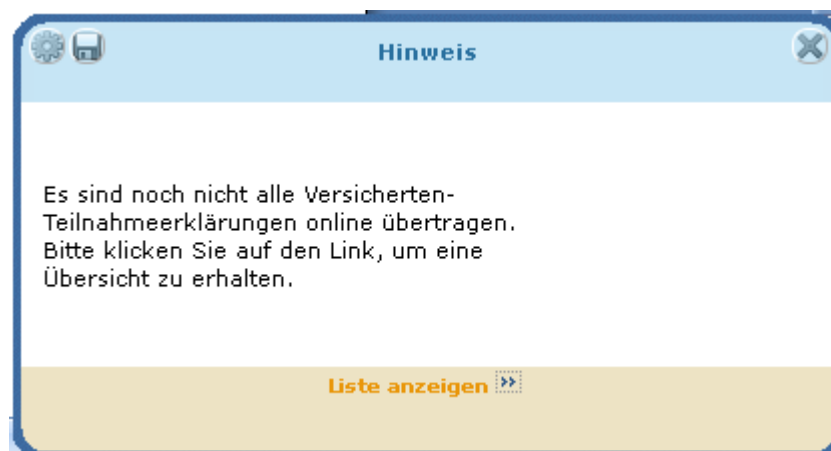 Hinweis
Es sind noch nicht alle Versicherten-
Teilnahmeerklärungen online übertragen.
Bitte klicken Sie auf den Link, um eine
Übersicht zu erhalten.
Liste anzeigen